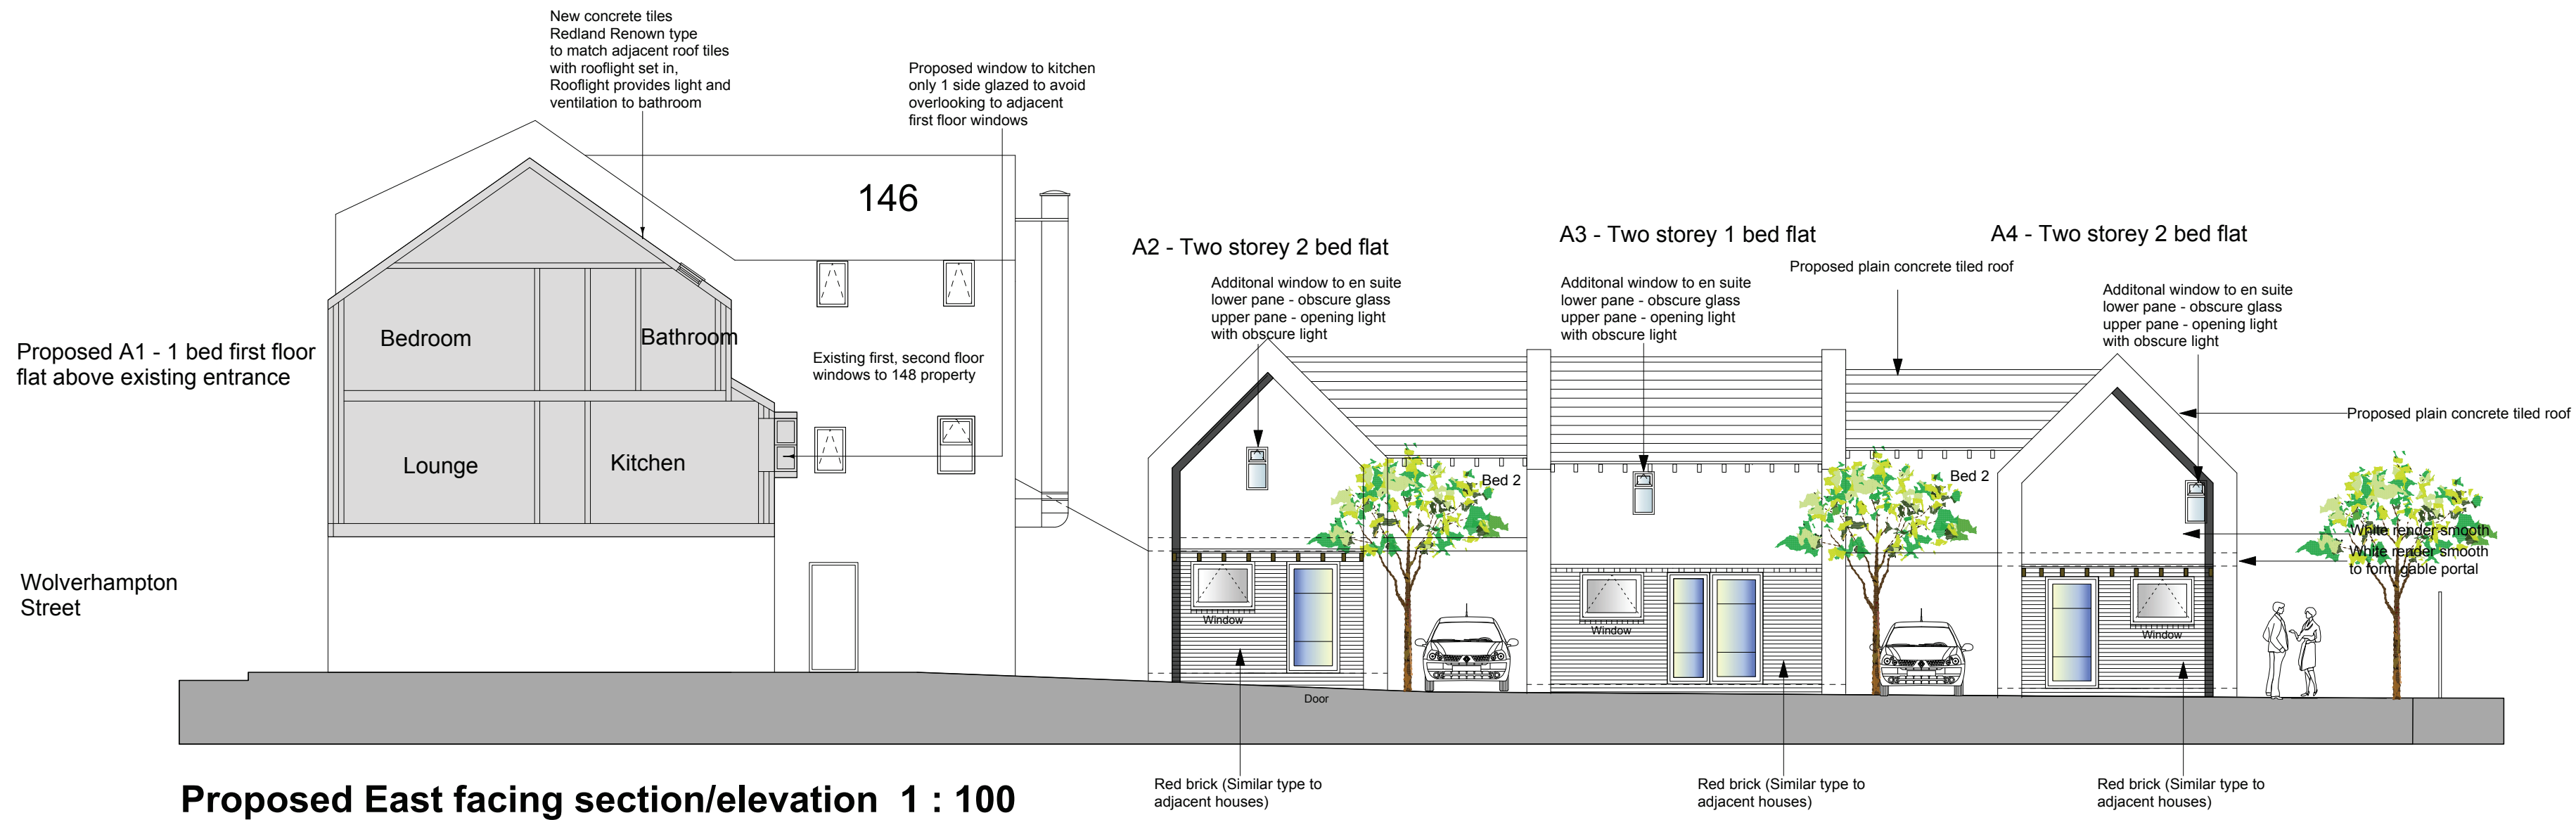 New concrete tiles
Redland Renown type
to match adjacent roof tiles
with rooflight set in,
Rooflight provides light and
ventilation to bathroom
Proposed window to kitchen
only 1 side glazed to avoid
overlooking to adjacent
first floor windows
146
A2 - Two storey 2 bed flat
A3 - Two storey 1 bed flat
A4 - Two storey 2 bed flat
Additonal window to en suite
lower pane - obscure glass
upper pane - opening light
with obscure light
Additonal window to en suite
lower pane - obscure glass
upper pane - opening light
with obscure light
Proposed plain concrete tiled roof
Additonal window to en suite
lower pane - obscure glass
upper pane - opening light
with obscure light
Proposed A1 - 1 bed first floor
flat above existing entrance
Bedroom
Bathroom
Existing first, second floor
windows to 148 property
Proposed plain concrete tiled roof
Lounge
Kitchen
Bed 2
Bed 2
White render smooth
White render smooth
to form gable portal
Wolverhampton
Street
Window
Window
Window
Door
Red brick (Similar type to
adjacent houses)
Red brick (Similar type to
adjacent houses)
Red brick (Similar type to
adjacent houses)
Proposed East facing section/elevation 1 : 100